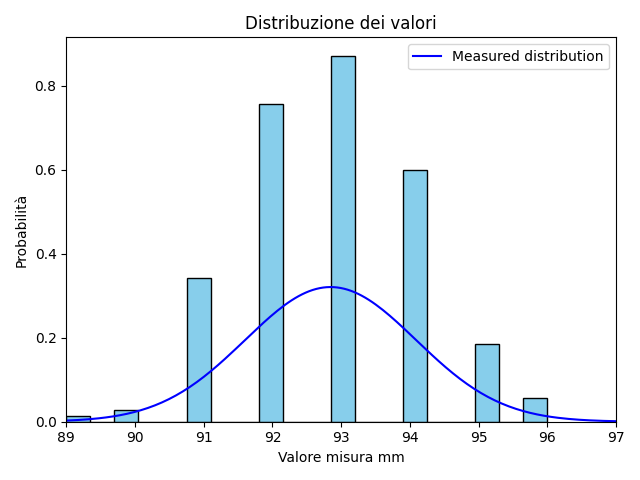 Distribuzione dei valori
Measured distribution
Probabilità
0.8
0.6
0.4
0.2
0.0
89 90 91 92 93 94 95 96 97
Valore misura mm